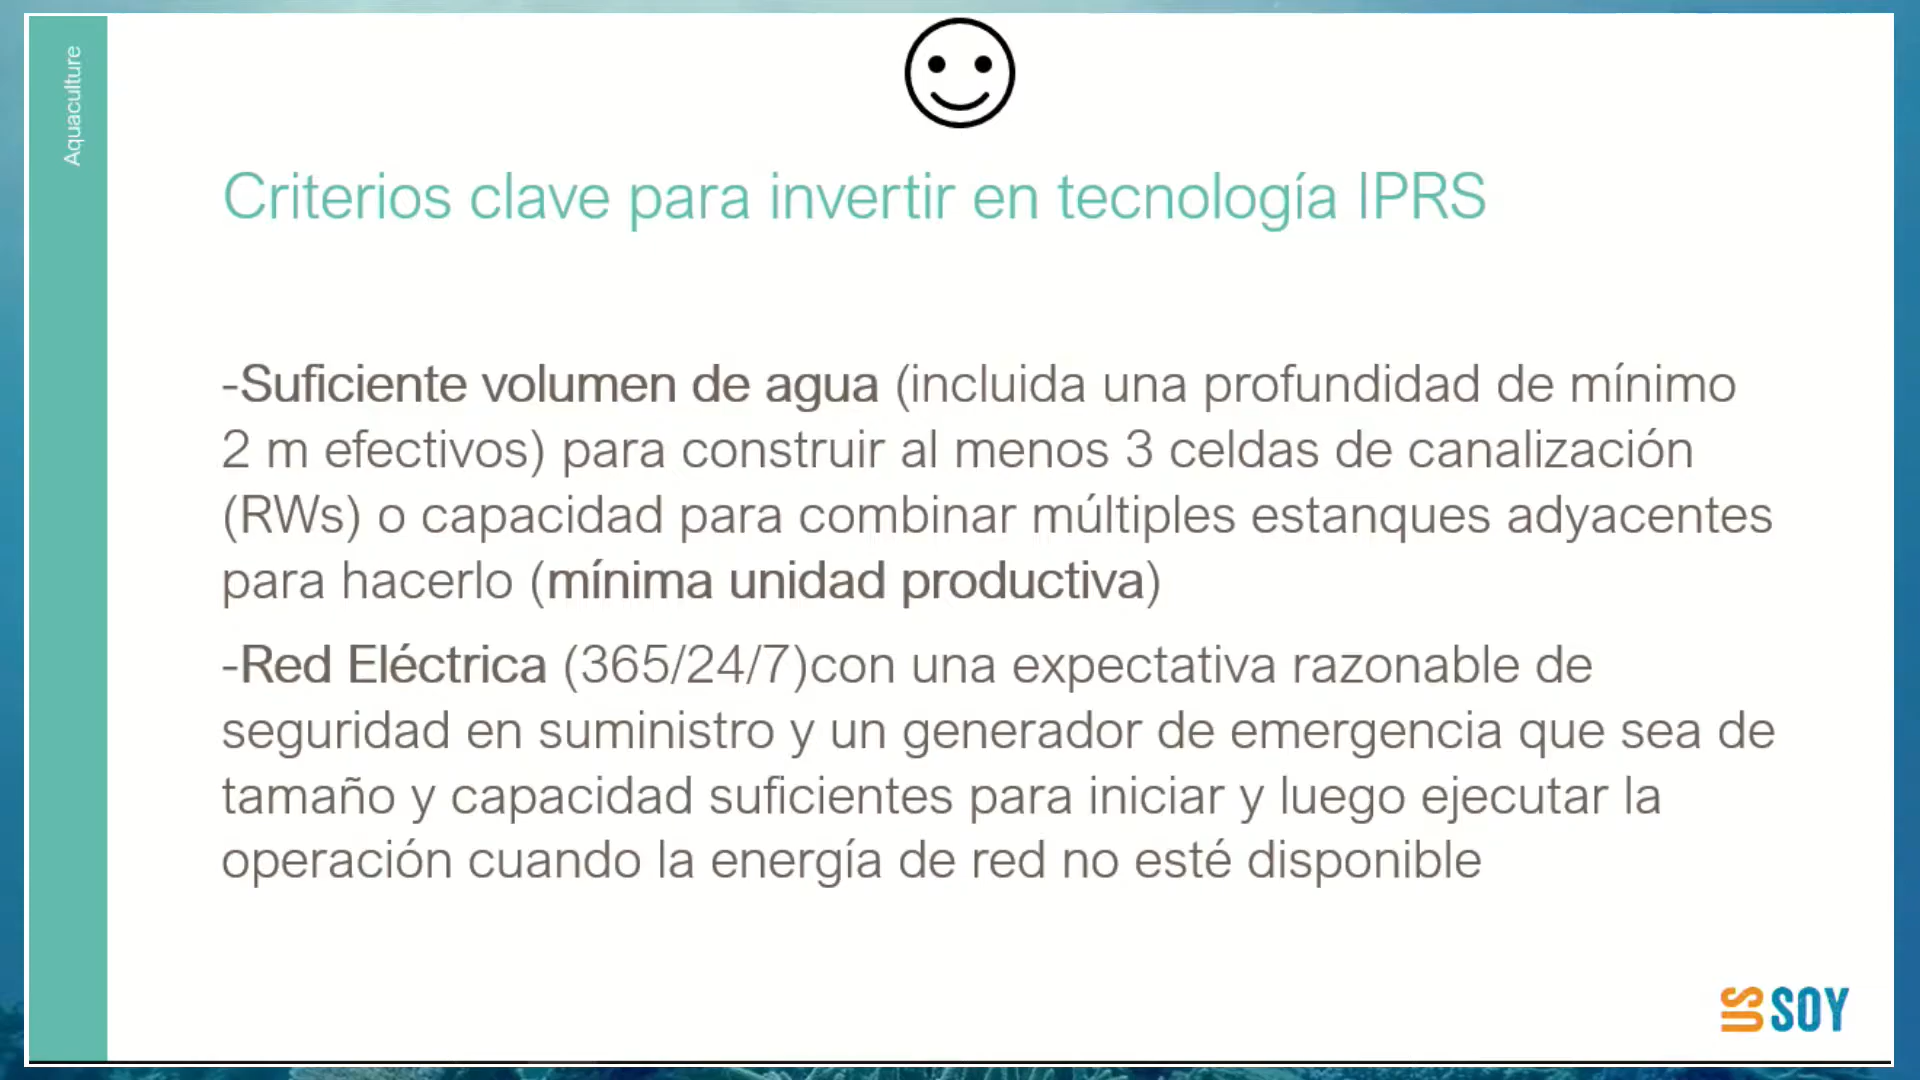 Aquaculture
Criterios clave para invertir en tecnología IPRS
-Suficiente volumen de agua (incluida una profundidad de mínimo
2 m efectivos) para construir al menos 3 celdas de canalización
(RWs) o capacidad para combinar múltiples estanques adyacentes
para hacerlo (mínima unidad productiva)
-Red Eléctrica (365/24/7)con una expectativa razonable de
seguridad en suministro y un generador de emergencia que sea de
tamaño y capacidad suficientes para iniciar y luego ejecutar la
operación cuando la energía de red no esté disponible
US SOY